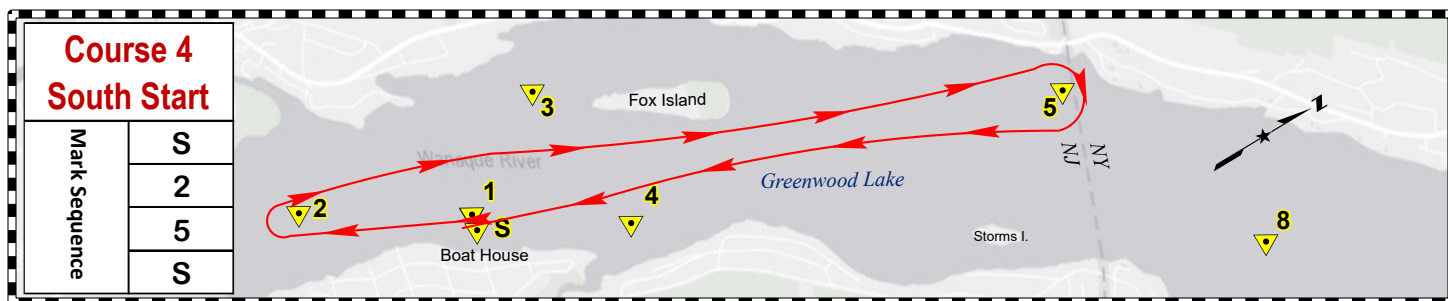 Course 4
South Start
Mark Sequence
S
2
5
S
3
Fox Island
5
N
Wanaque River
NJ
NY
Greenwood Lake
2
1
S
4
Boat House
Storms I.
8